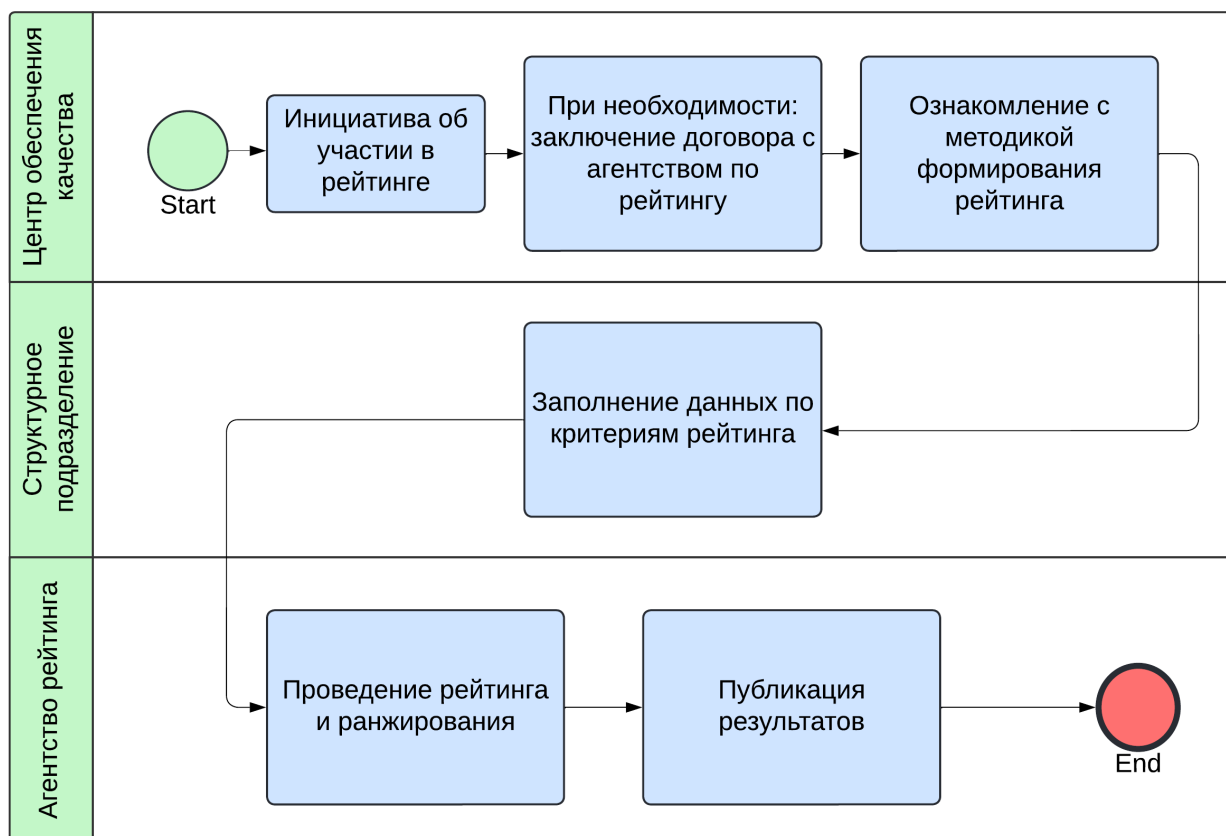 Центр обеспечения
качества
Start
Инициатива об
участии в
рейтинге
При необходимости:
заключение договора с
агентством по
рейтингу
Ознакомление с
методикой
формирования
рейтинга
Структурное
подразделение
Заполнение данных по
критериям рейтинга
Агентство рейтинга
Проведение рейтинга
и ранжирования
Публикация
результатов
End